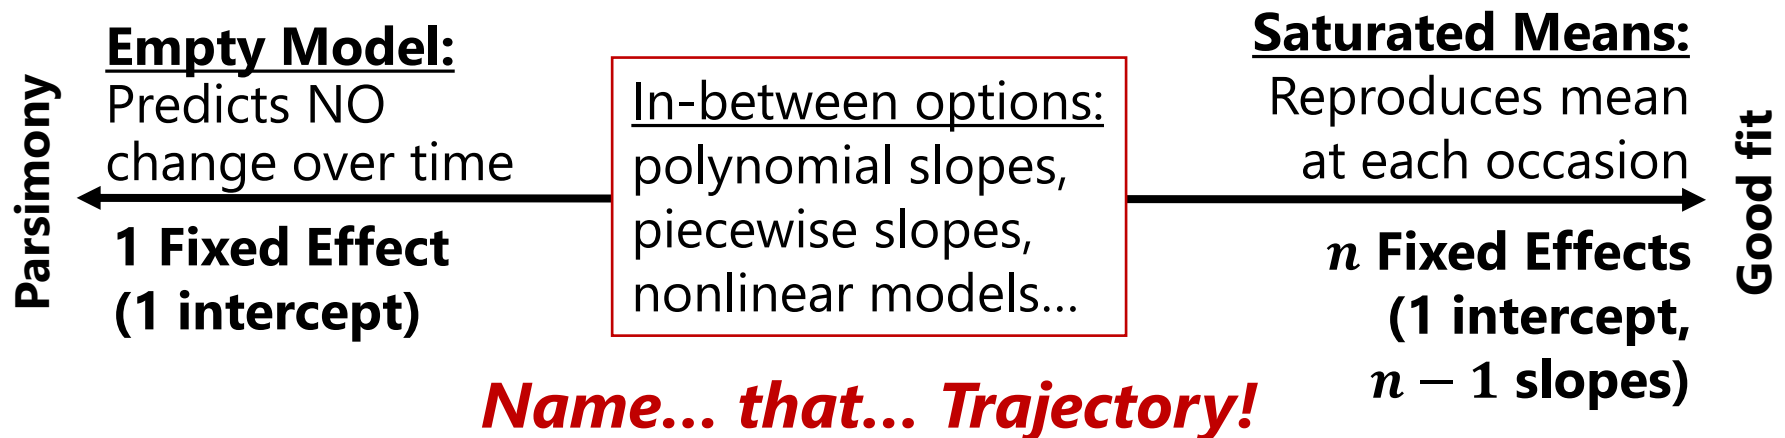 Parsimony
Empty Model:
Predicts NO
change over time
1 Fixed Effect
(1 intercept)
In-between options:
polynomial slopes,
piecewise slopes,
nonlinear models…
Saturated Means:
Reproduces mean
at each occasion
n Fixed Effects
(1 intercept,
n − 1 slopes)
Good fit
Name… that… Trajectory!